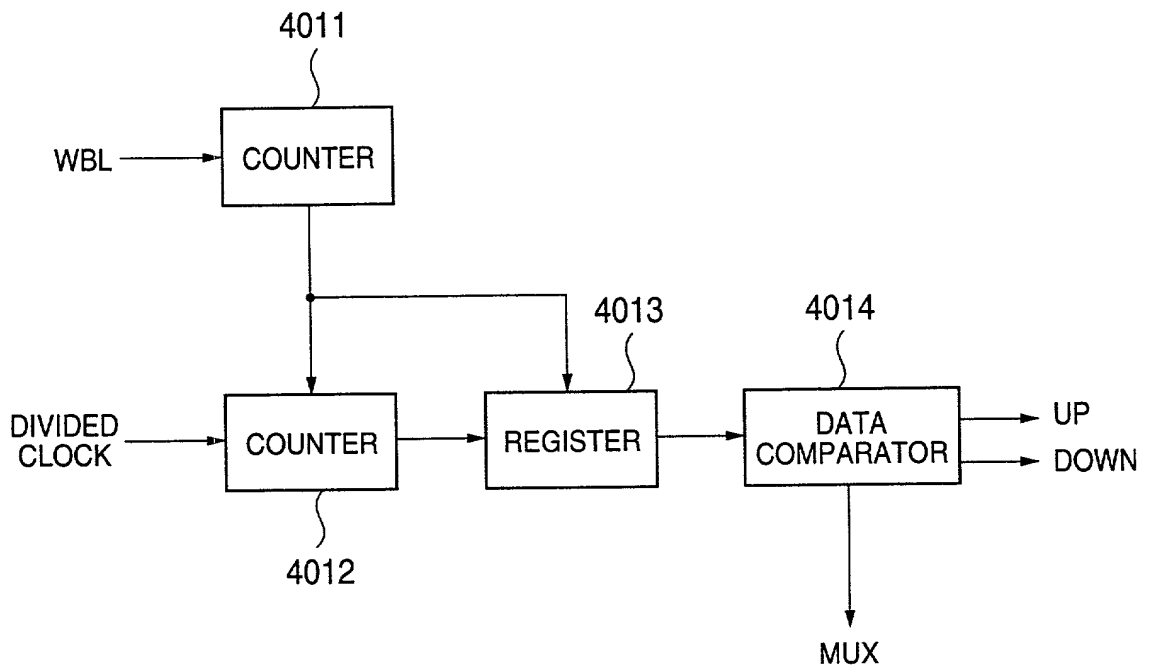 4011
WBL
COUNTER
4013
4014
DIVIDED
CLOCK
COUNTER
REGISTER
DATA
COMPARATOR
UP
DOWN
4012
MUX